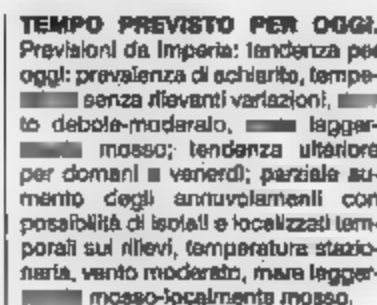 TEMPO PREVISTO PER OGGI.
Previsioni da Imperia: tendenza per
oggi: prevalenza di schiarite, tempe-
senza rilevanti variazioni,
to debole-moderato, legger-
mosso; tendenza ulteriore
per domani e venerdì; parziale au-
mento degli annuvolamenti con
possibilità di isolati e localizzati tem-
porali sui rilievi, temperatura stazio-
naria, vento moderato, mare legger-
mosso-localmente mosso.